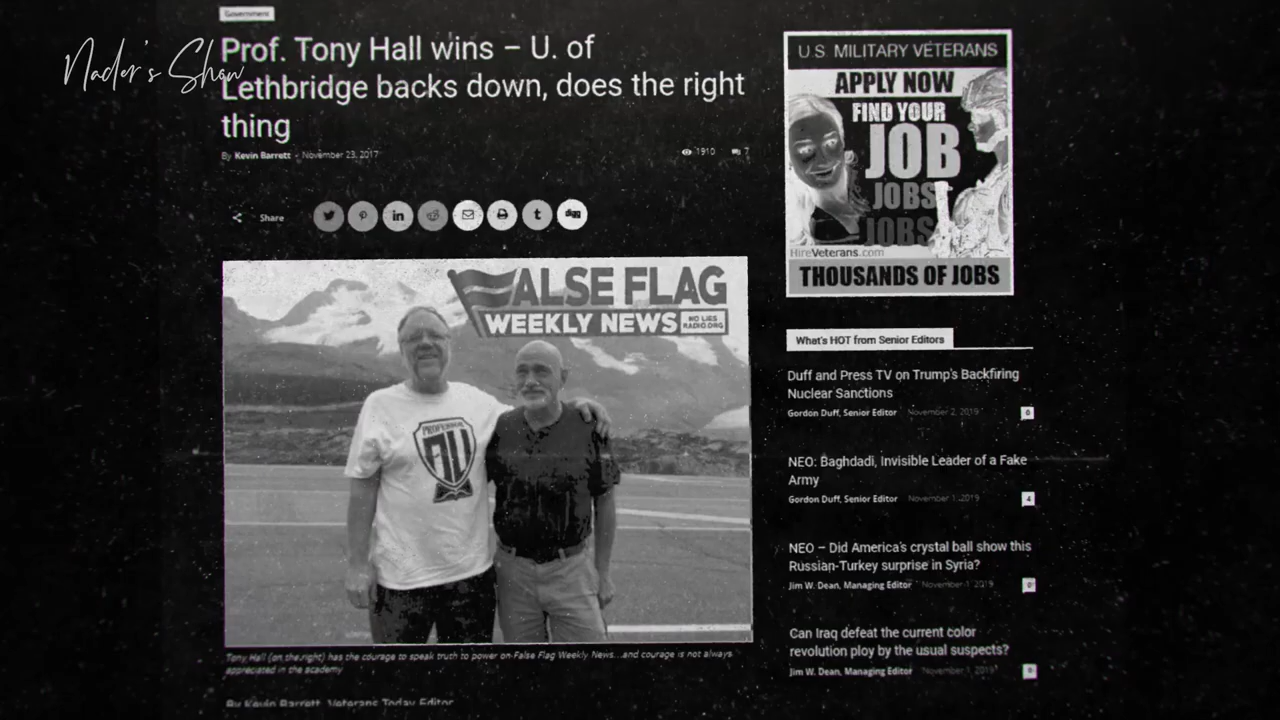 Government
Nader's Show
Prof. Tony Hall wins – U. of
Lethbridge backs down, does the right
thing
By Kevin Barrett - November 23, 2017
1910
7
Share
digg
FALSE FLAG
WEEKLY NEWS
NO LIES
RADIO.ORG
PROFESSOR
Tony Hall (on the right) has the courage to speak truth to power on False Flag Weekly News...and courage is not always
appreciated in the academy
By Kevin Barrett, Veterans Today Editor
U.S MILITARY VETERANS
APPLY NOW
FIND YOUR
JOB
JOBS
JOBS
HireVeterans.com
THOUSANDS OF JOBS
What's HOT from Senior Editors
Duff and Press TV on Trump's Backfiring
Nuclear Sanctions
Gordon Duff, Senior Editor November 2, 2019
0
NEO: Baghdadi, Invisible Leader of a Fake
Army
Gordon Duff, Senior Editor November 1, 2019
4
NEO – Did America's crystal ball show this
Russian-Turkey surprise in Syria?
Jim W. Dean, Managing Editor November 1, 2019
0
Can Iraq defeat the current color
revolution ploy by the usual suspects?
Jim W. Dean, Managing Editor November 1, 2019